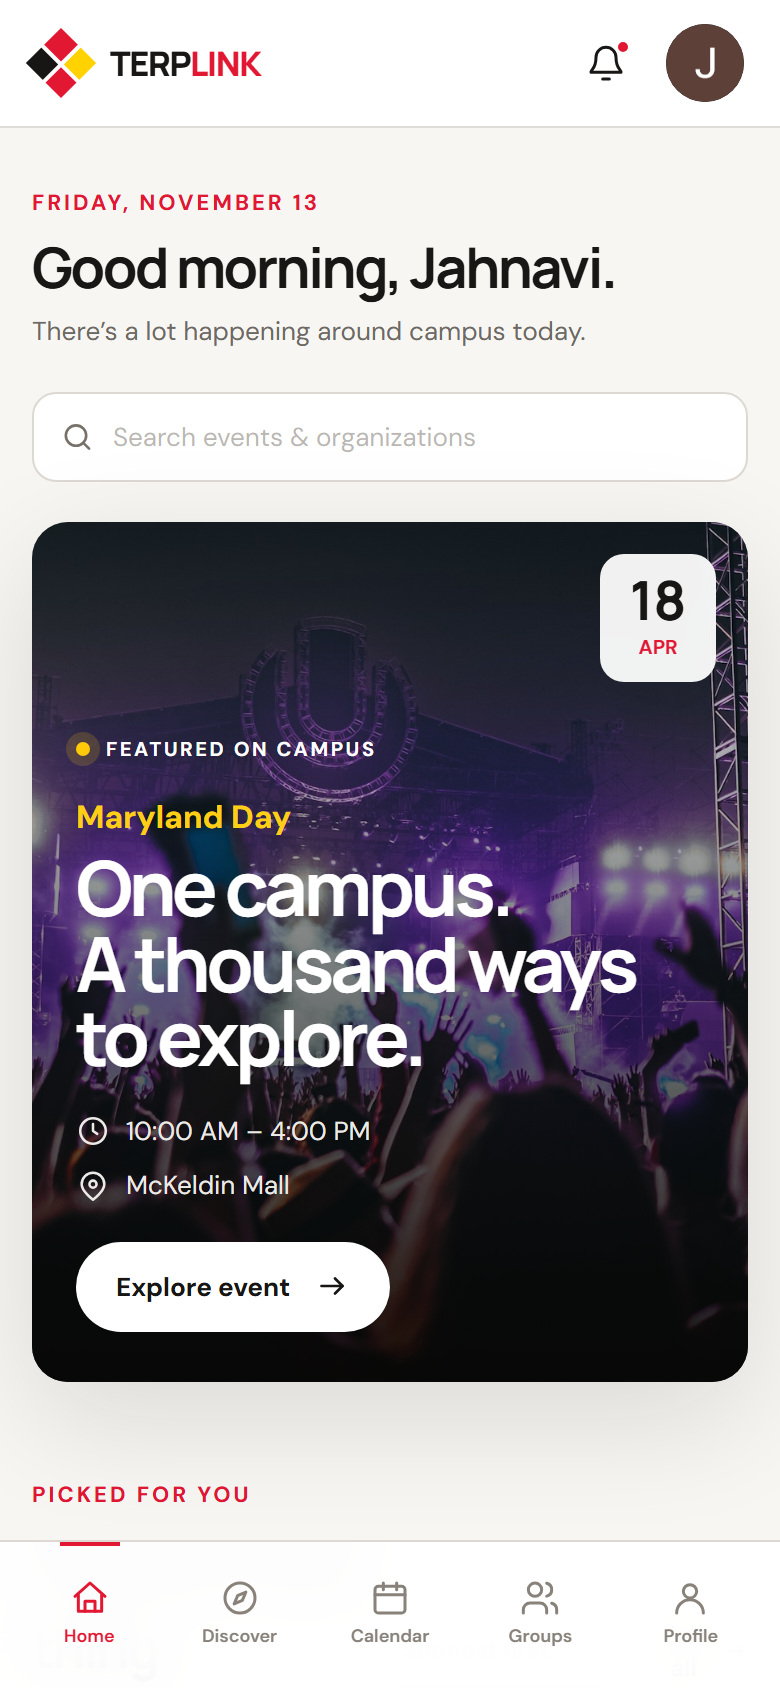 TERPLINK
J
FRIDAY, NOVEMBER 13
Good morning, Jahnavi.
There’s a lot happening around campus today.
Search events & organizations
18
APR
FEATURED ON CAMPUS
Maryland Day
One campus.
A thousand ways
to explore.
10:00 AM – 4:00 PM
McKeldin Mall
Explore event
PICKED FOR YOU
Home
Discover
Calendar
Groups
Profile